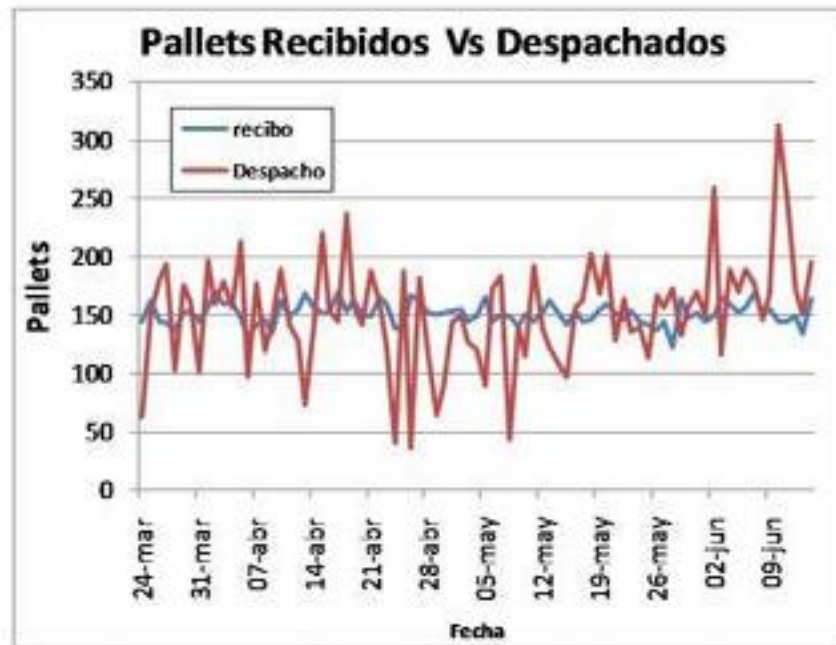 Pallets Recibidos Vs Despachados
350
300
250
200
150
100
50
0
Pallets
recibo
Despacho
24-mar
31-mar
07-abr
14-abr
21-abr
28-abr
05-may
12-may
19-may
26-may
02-jun
09-jun
Fecha